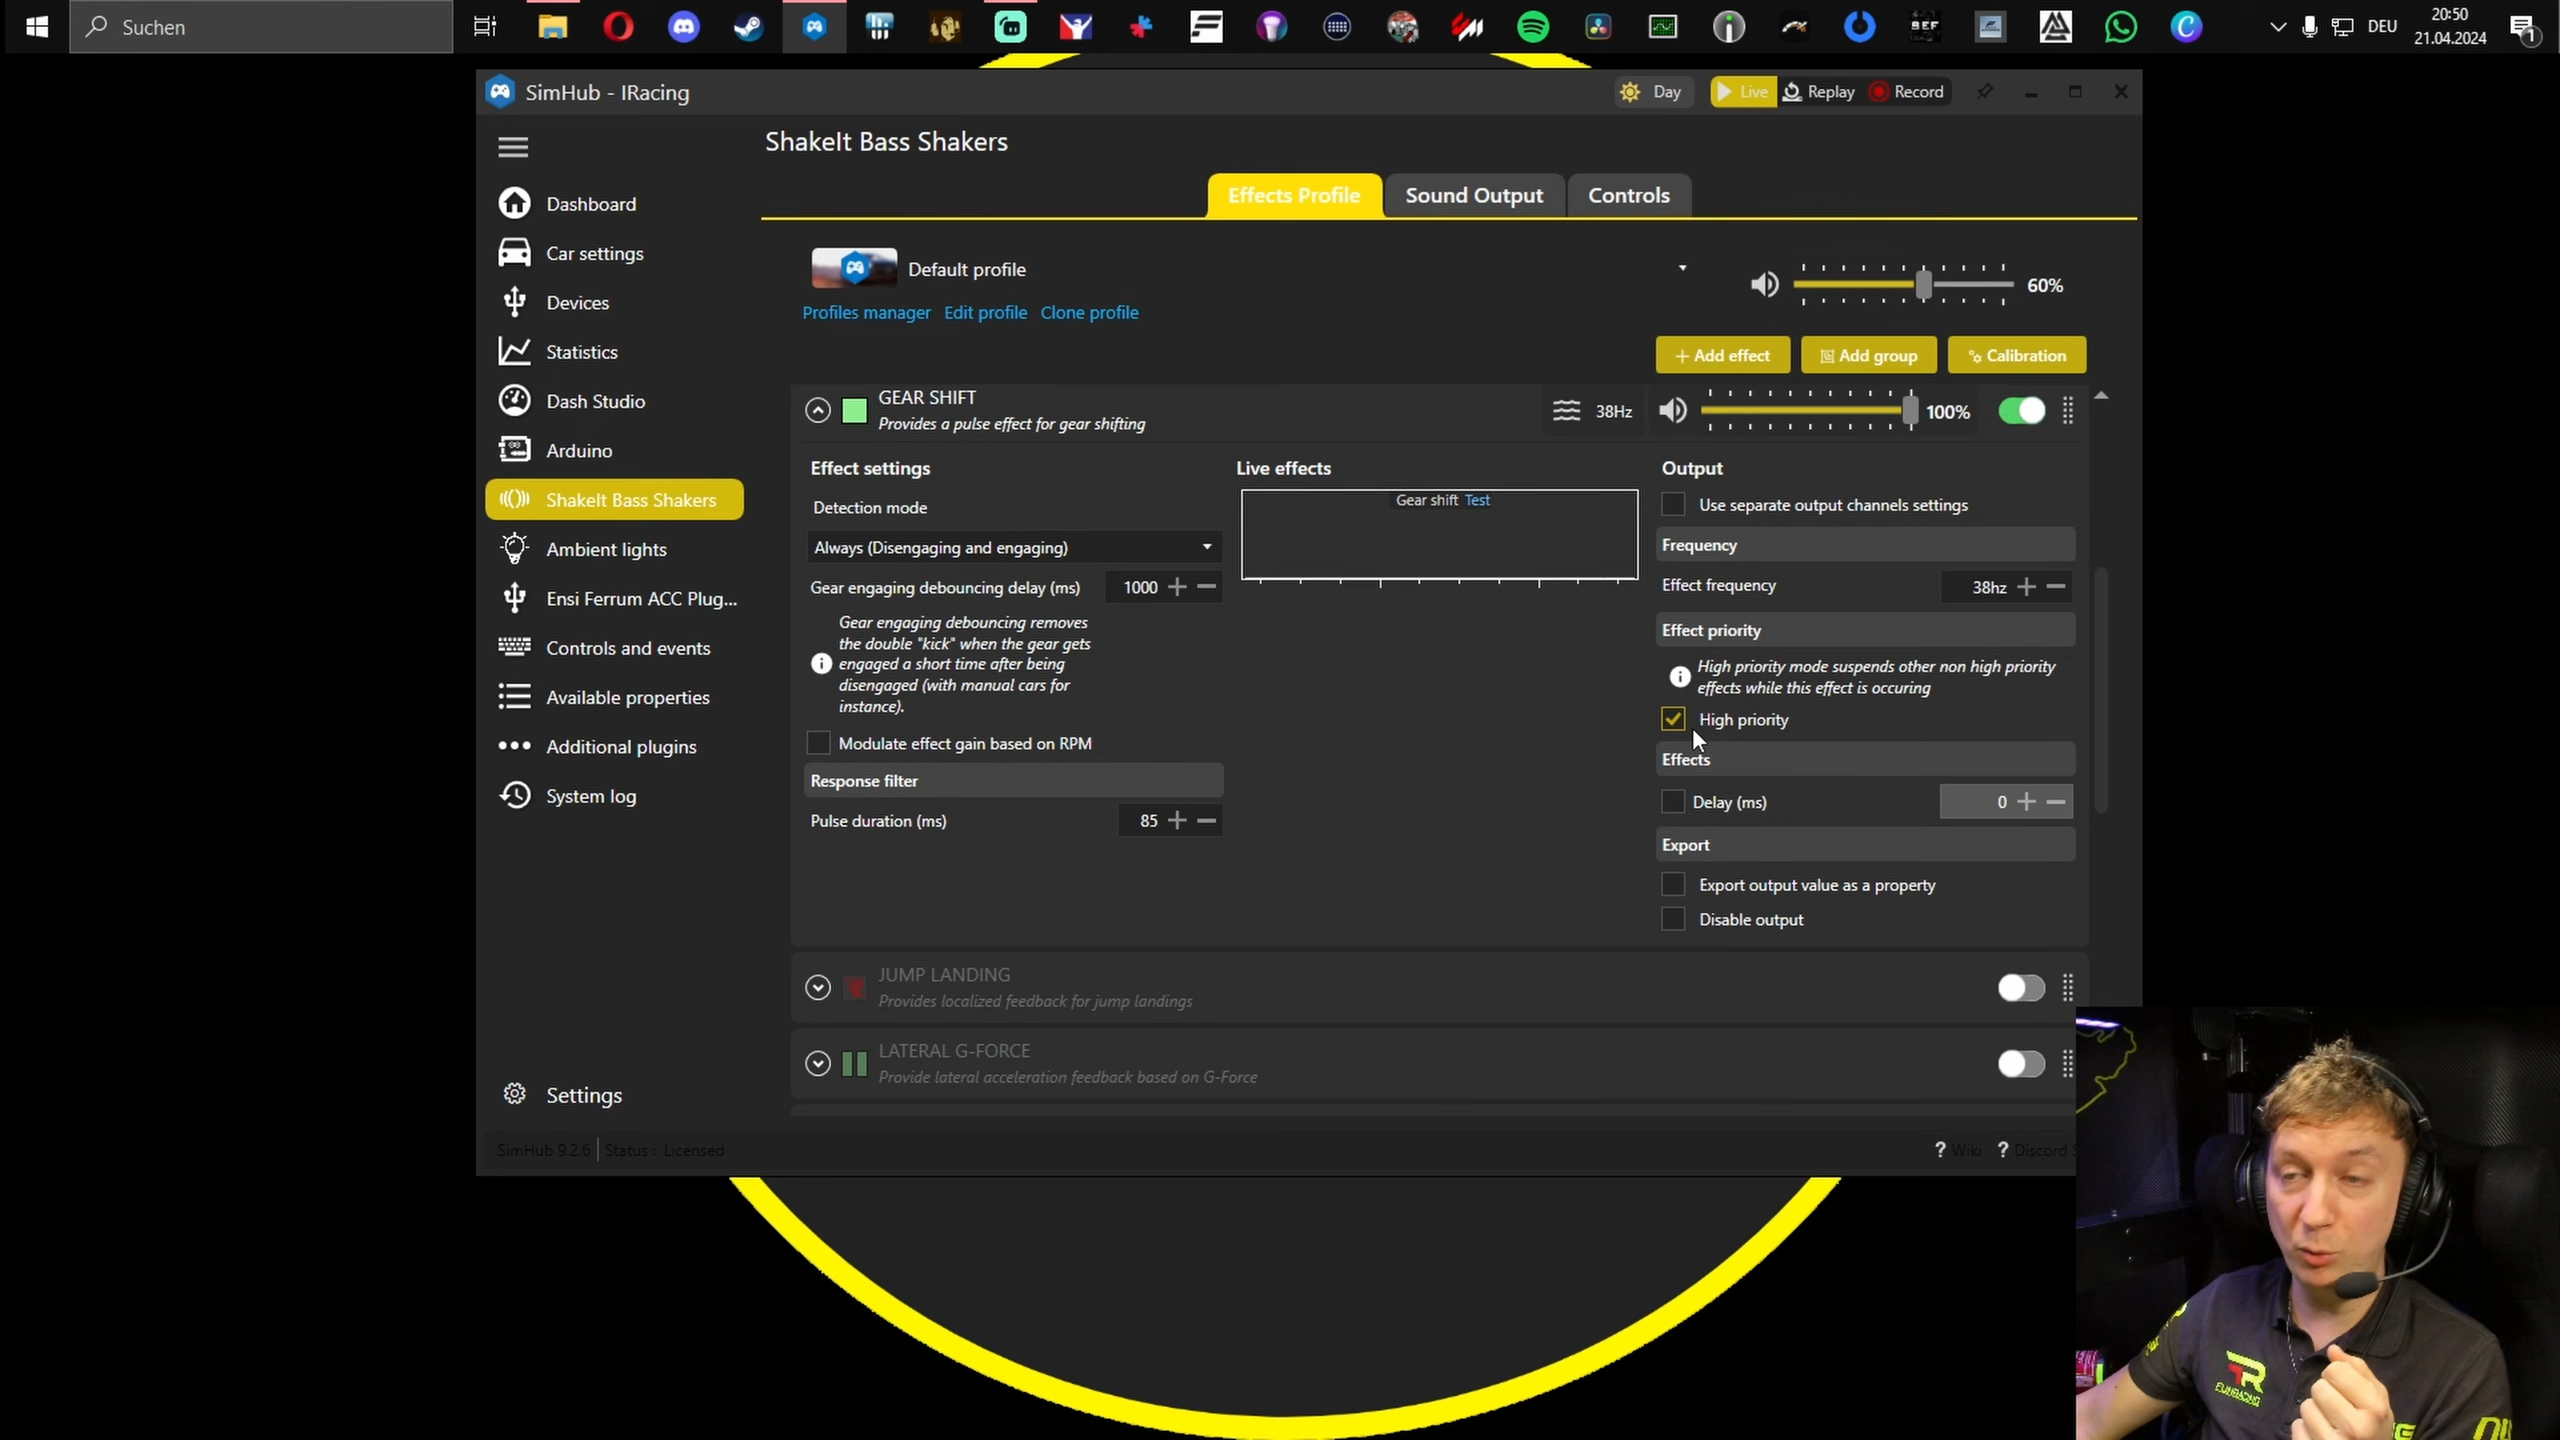 Suchen
DEU
20:50
21.04.2024
1
SimHub - IRacing
Day
Live
Replay
Record
ShakeIt Bass Shakers
Effects Profile
Sound Output
Controls
Dashboard
Car settings
Devices
Statistics
Dash Studio
Arduino
ShakeIt Bass Shakers
Ambient lights
Ensi Ferrum ACC Plug...
Controls and events
Available properties
Additional plugins
System log
Settings
Default profile
60%
Profiles manager Edit profile Clone profile
+ Add effect
Add group
Calibration
GEAR SHIFT
Provides a pulse effect for gear shifting
38Hz
100%
Effect settings
Detection mode
Always (Disengaging and engaging)
Gear engaging debouncing delay (ms) 1000
Gear engaging debouncing removes
the double "kick" when the gear gets
engaged a short time after being
disengaged (with manual cars for
instance).
Modulate effect gain based on RPM
Response filter
Pulse duration (ms) 85
Live effects
Gear shift Test
Output
Use separate output channels settings
Frequency
Effect frequency 38hz
Effect priority
High priority mode suspends other non high priority
effects while this effect is occuring
High priority
Effects
Delay (ms) 0
Export
Export output value as a property
Disable output
JUMP LANDING
Provides localized feedback for jump landings
LATERAL G-FORCE
Provide lateral acceleration feedback based on G-Force
SimHub 9.2.6 Status : Licensed
? Wiki ? Discord